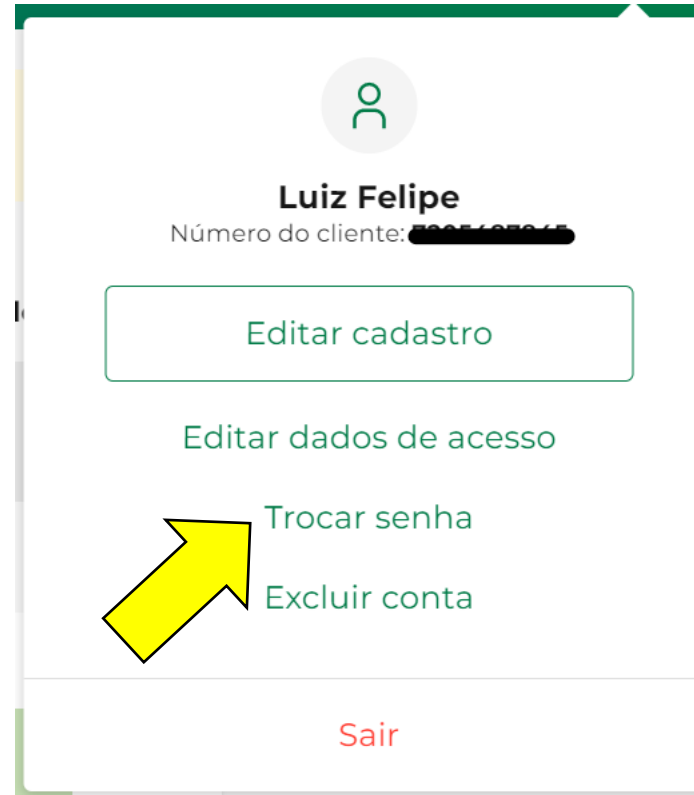 Luiz Felipe
Número do cliente:
Editar cadastro
Editar dados de acesso
Trocar senha
Excluir conta
Sair